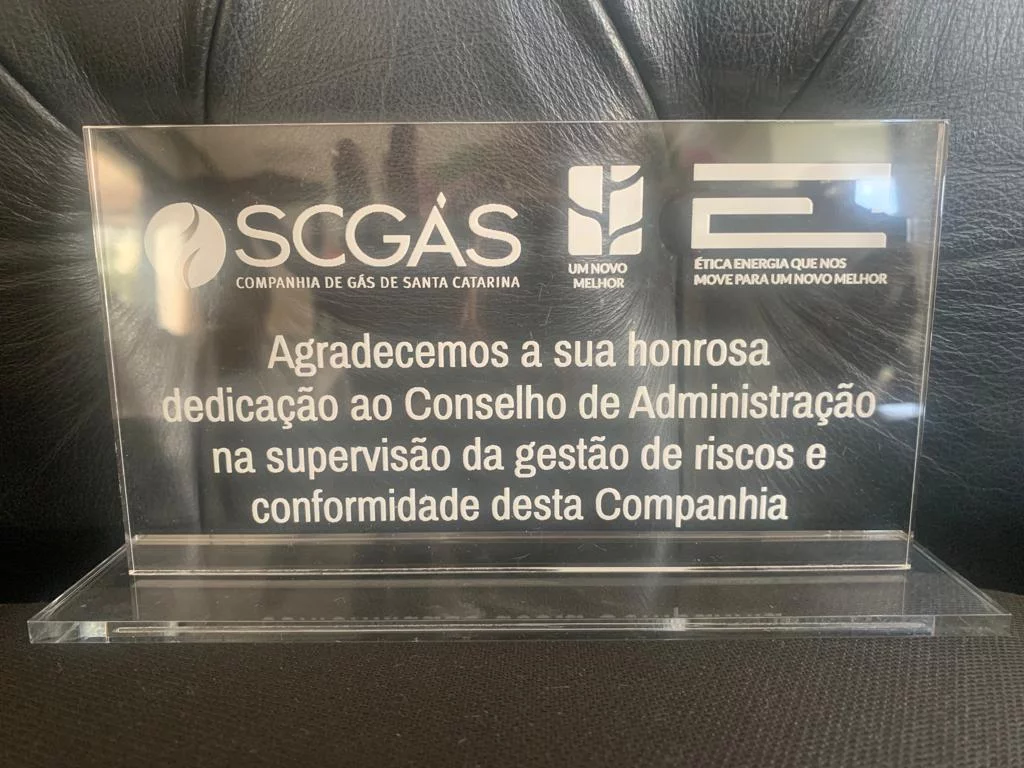 SCGÁS
COMPANHIA DE GÁS DE SANTA CATARINA
UM NOVO
MELHOR
ÉTICA ENERGIA QUE NOS
MOVE PARA UM NOVO MELHOR
Agradecemos a sua honrosa
dedicação ao Conselho de Administração
na supervisão da gestão de riscos e
conformidade desta Companhia